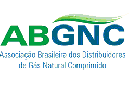 ABGNC
Associação Brasileira dos Distribuidores
de Gás Natural Comprimido